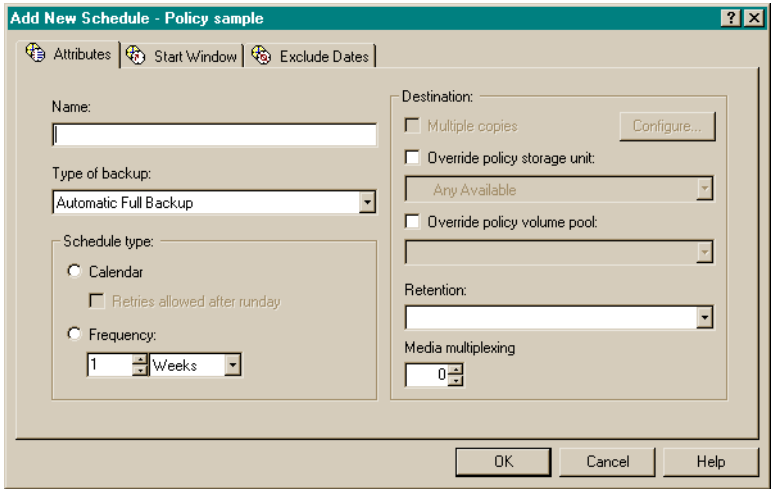 Add New Schedule - Policy sample
Attributes
Start Window
Exclude Dates
Name:
Type of backup:
Automatic Full Backup
Schedule type:
Calendar
Retries allowed after runday
Frequency:
1 Weeks
Destination:
Multiple copies
Configure...
Override policy storage unit:
Any Available
Override policy volume pool:
Retention:
Media multiplexing
0
OK
Cancel
Help